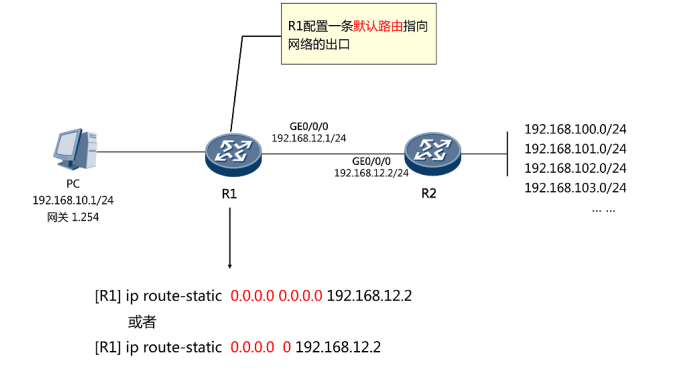 R1配置一条默认路由指向
网络的出口
GE0/0/0
192.168.12.1/24
GE0/0/0
192.168.12.2/24
192.168.100.0/24
192.168.101.0/24
192.168.102.0/24
192.168.103.0/24
... ...
PC
192.168.10.1/24
网关 1.254
R1
R2
[R1] ip route-static 0.0.0.0 0.0.0.0 192.168.12.2
或者
[R1] ip route-static 0.0.0.0 0 192.168.12.2